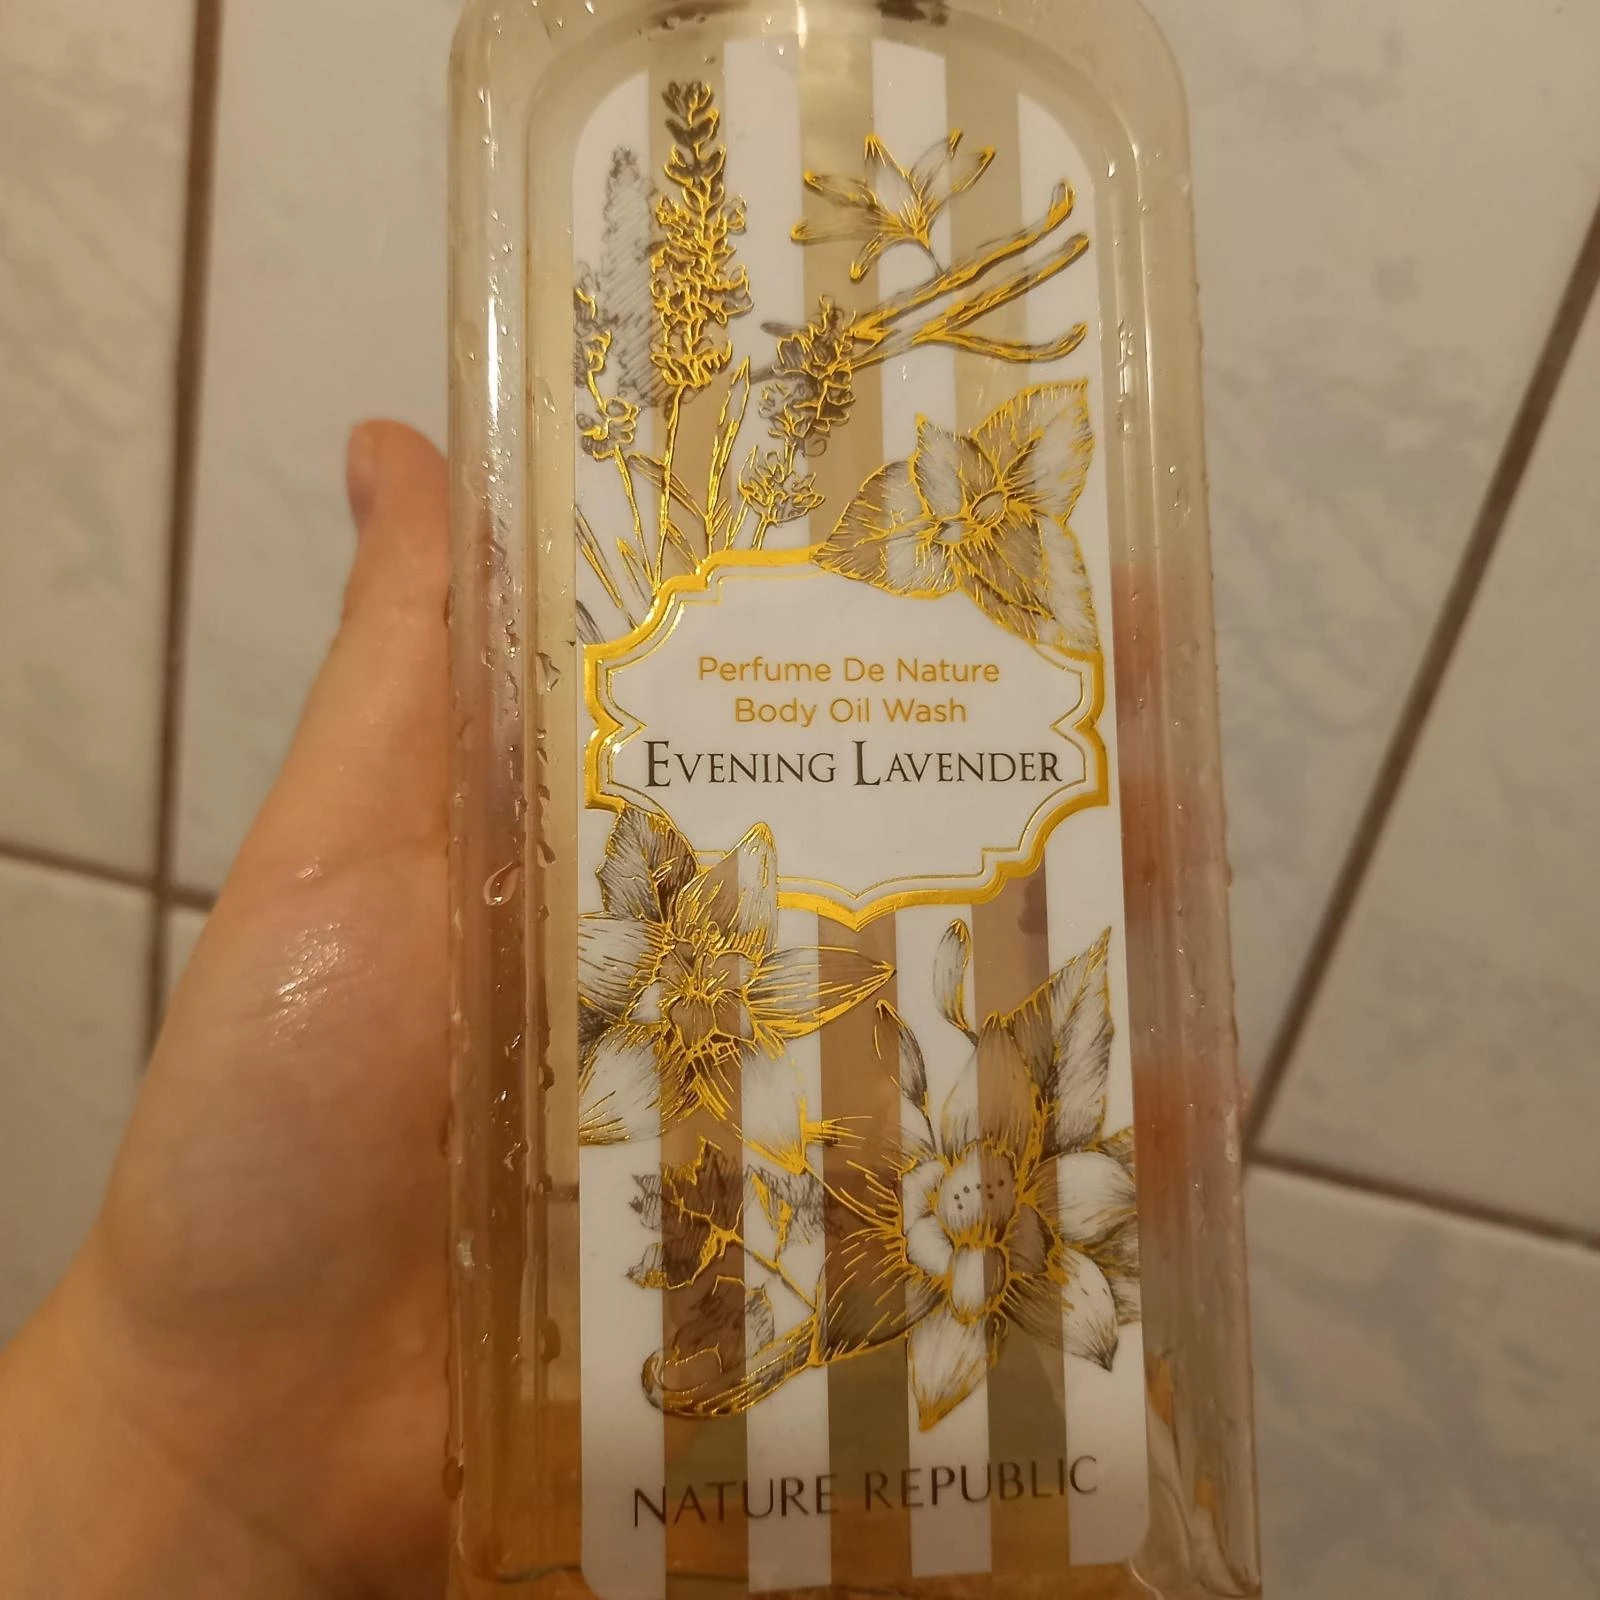 Perfume De Nature
Body Oil Wash
EVENING LAVENDER
NATURE REPUBLIC